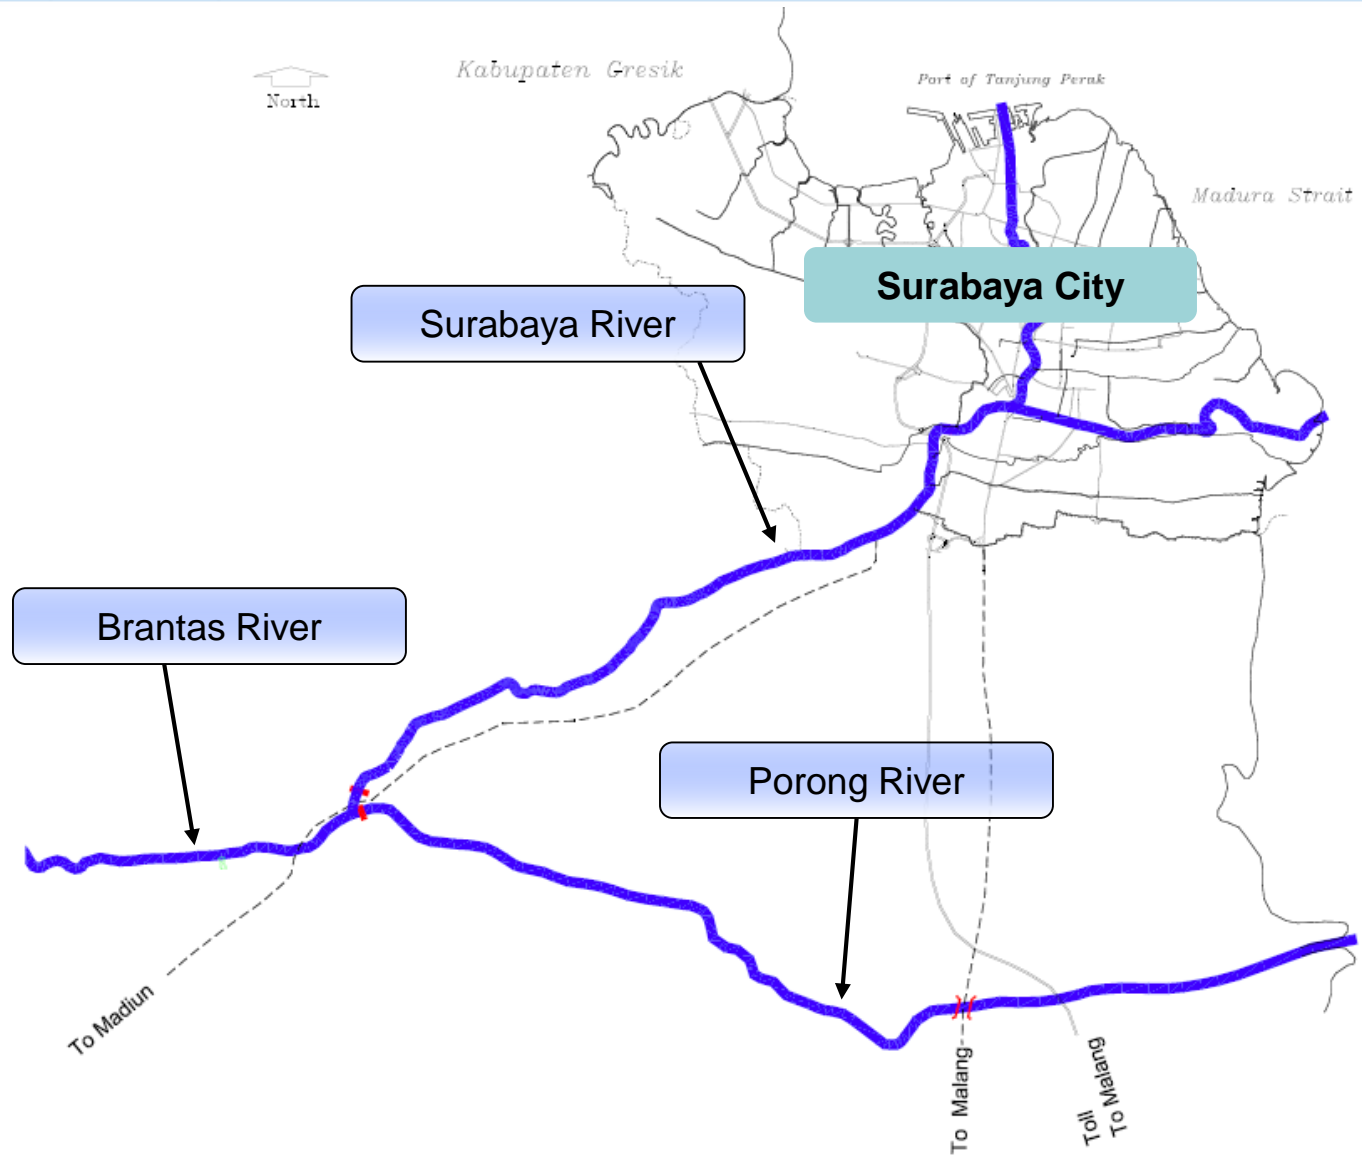 Kabupaten Gresik
North
Port of Tanjung Perak
Madura Strait
Surabaya City
Surabaya River
Brantas River
Porong River
To Madiun
To Malang
Toll
To Malang